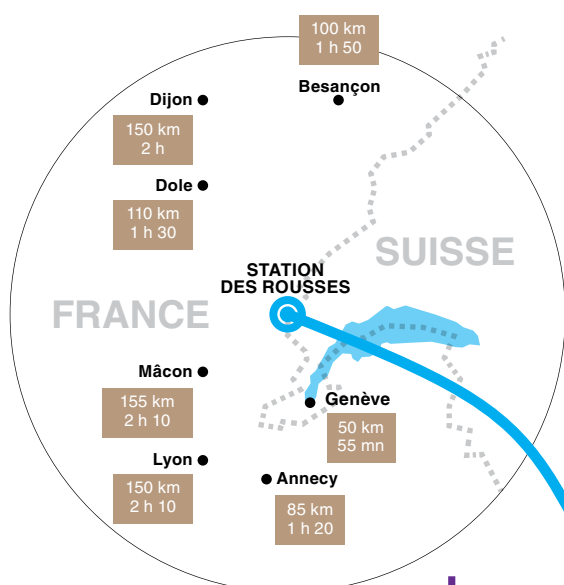 100 km
1 h 50
Besançon
Dijon
150 km
2 h
Dole
110 km
1 h 30
SUISSE
STATION
DES ROUSSES
FRANCE
Mâcon
155 km
2 h 10
Genève
50 km
55 mn
Lyon
150 km
2 h 10
Annecy
85 km
1 h 20